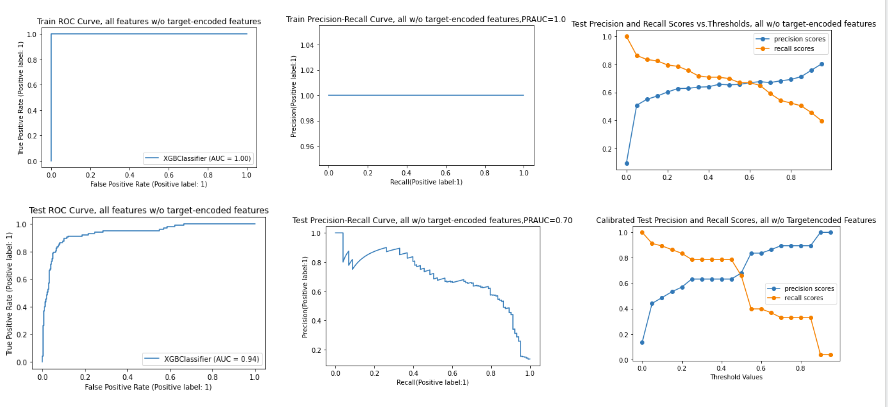 Train ROC Curve, all features w/o target-encoded features
True Positive Rate (Positive label: 1)
1.0
0.8
0.6
0.4
0.2
0.0
XGBClassifier (AUC = 1.00)
0.0 0.2 0.4 0.6 0.8 1.0
False Positive Rate (Positive label: 1)
Train Precision-Recall Curve, all w/o target-encoded features,PRAUC=1.0
Precision(Positive label:1)
1.04
1.02
1.00
0.98
0.96
0.0 0.2 0.4 0.6 0.8 1.0
Recall(Positive label:1)
Test Precision and Recall Scores vs.Thresholds, all w/o target-encoded features
precision scores
recall scores
1.0
0.8
0.6
0.4
0.2
0.0 0.2 0.4 0.6 0.8
Test ROC Curve, all features w/o target-encoded features
True Positive Rate (Positive label: 1)
1.0
0.8
0.6
0.4
0.2
0.0
XGBClassifier (AUC = 0.94)
0.0 0.2 0.4 0.6 0.8 1.0
False Positive Rate (Positive label: 1)
Test Precision-Recall Curve, all w/o target-encoded features,PRAUC=0.70
Precision(Positive label:1)
1.0
0.8
0.6
0.4
0.2
0.0 0.2 0.4 0.6 0.8 1.0
Recall(Positive label:1)
Calibrated Test Precision and Recall Scores, all w/o Targetencoded Features
1.0
0.8
0.6
0.4
0.2
0.0
precision scores
recall scores
0.0 0.2 0.4 0.6 0.8
Threshold Values